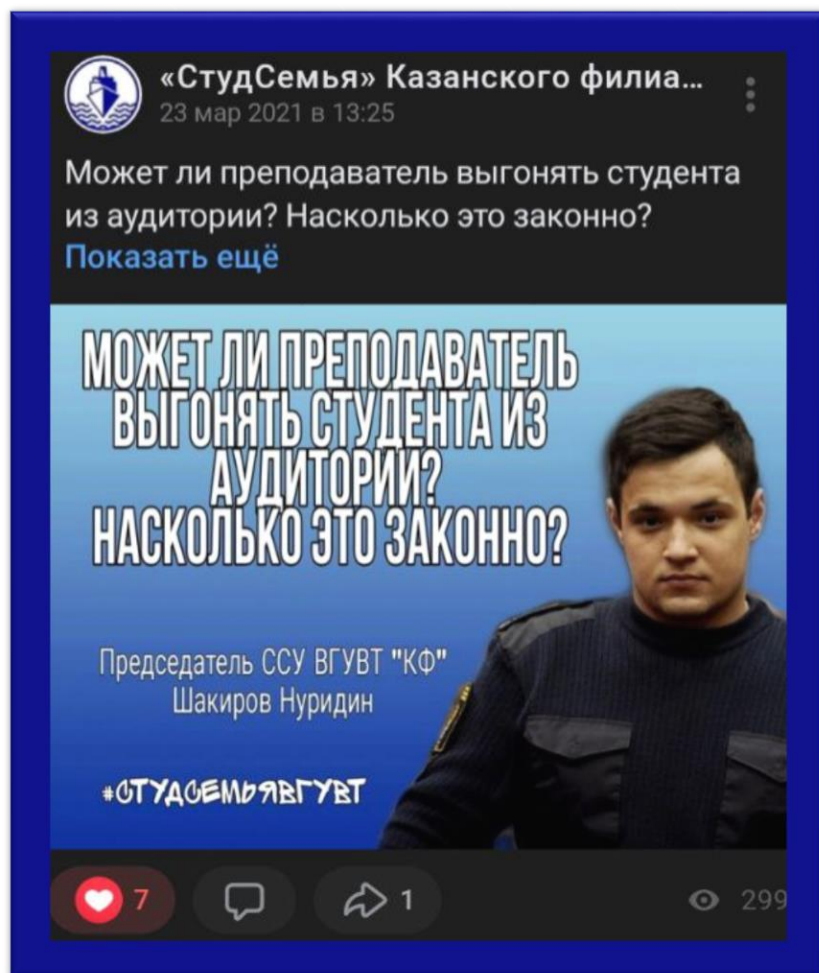 «СтудСемья» Казанского филиа...
23 мар 2021 в 13:25
Может ли преподаватель выгонять студента
из аудитории? Насколько это законно?
Показать ещё
МОЖЕТ ЛИ ПРЕПОДАВАТЕЛЬ
ВЫГОНЯТЬ СТУДЕНТА ИЗ
АУДИТОРИИ?
НАСКОЛЬКО ЭТО ЗАКОННО?
Председатель ССУ ВГУВТ "КФ"
Шакиров Нуридин
#СТУДСЕМЬЯВГУВТ
7
1
299